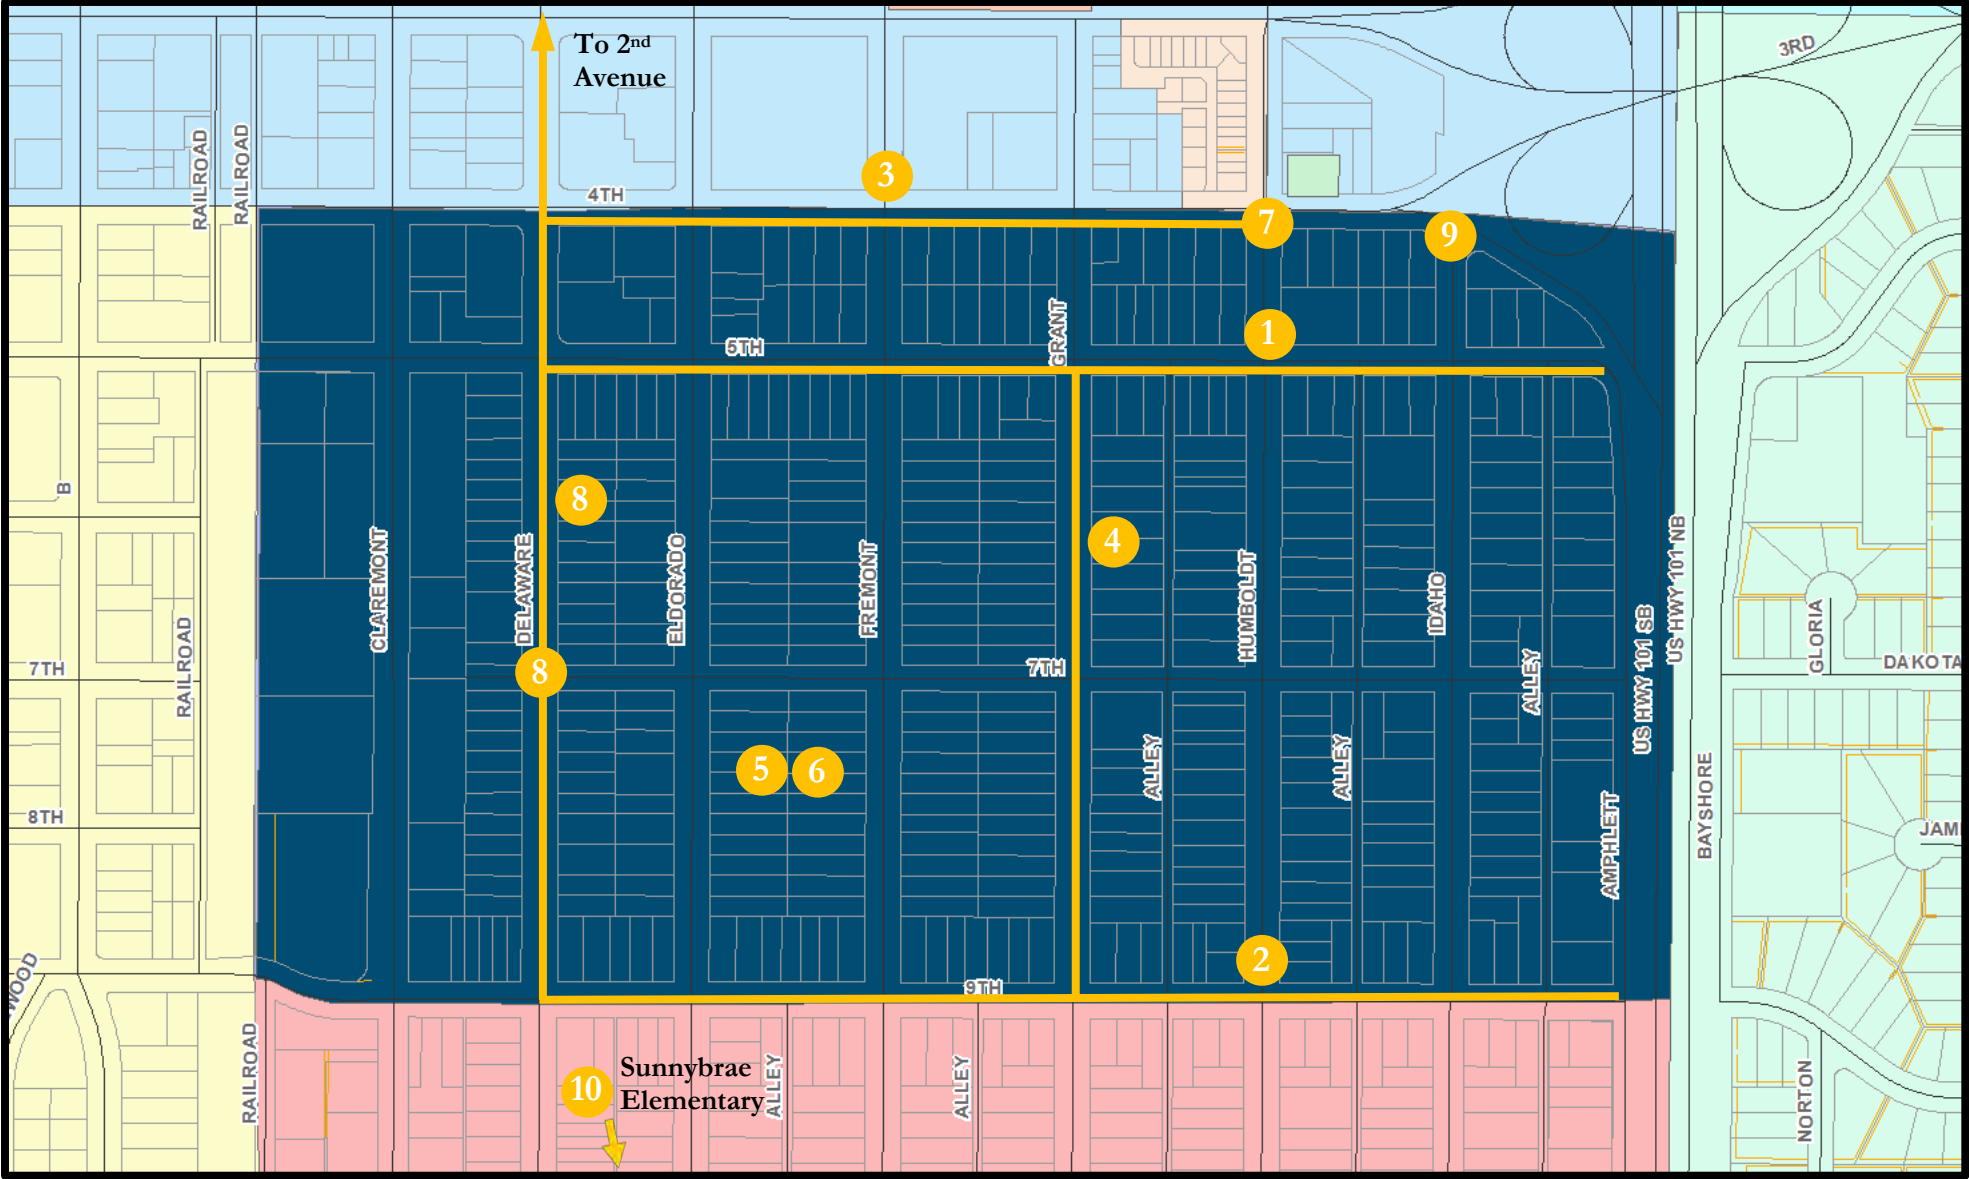 To 2nd
Avenue
3RD
RAILROAD
RAILROAD
3
4TH
7
9
GRANT
1
5TH
B
8
4
CLAREMONT
DELAWARE
ELDORADO
FREMONT
HUMBOLDT
IDAHO
US HWY 101 SB
US HWY 101 NB
GLORIA
DAKOTA
7TH
RAILROAD
8
7TH
ALLEY
5
6
ALLEY
ALLEY
AMPHLETT
BAYSHORE
8TH
JAMI
WOOD
2
9TH
RAILROAD
10
Sunnybrae
Elementary
ALLEY
ALLEY
NORTON